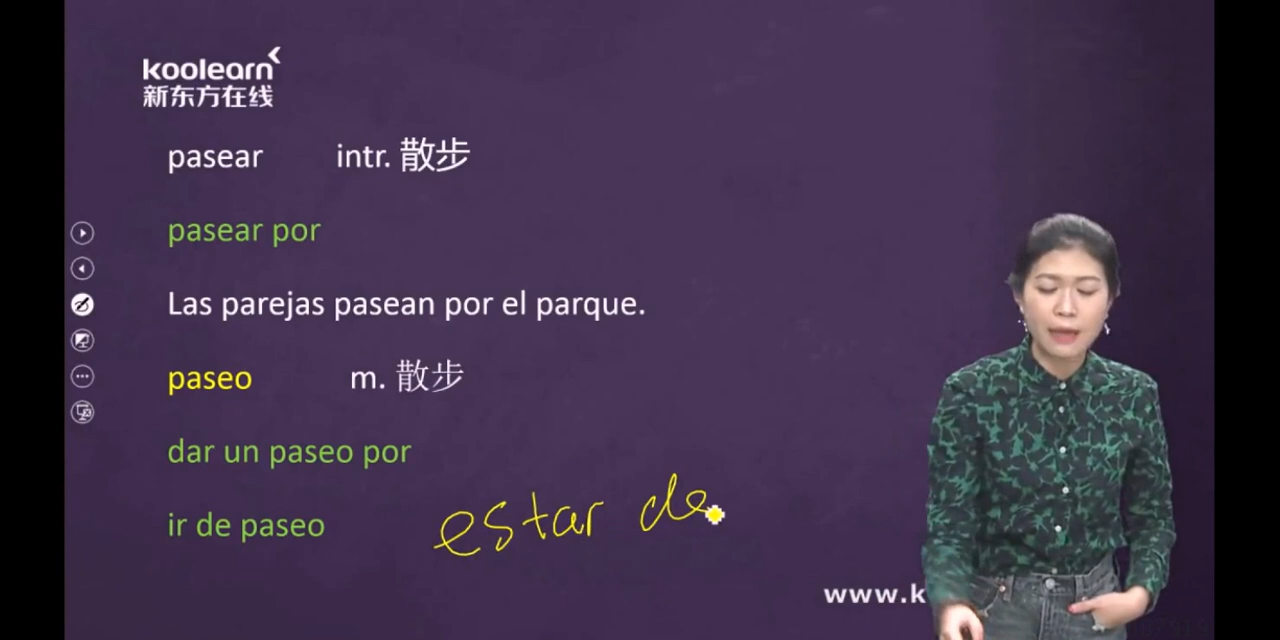 koolearn
新东方在线
pasear intr. 散步
pasear por
Las parejas pasean por el parque.
paseo m. 散步
dar un paseo por
ir de paseo estar de
www.k